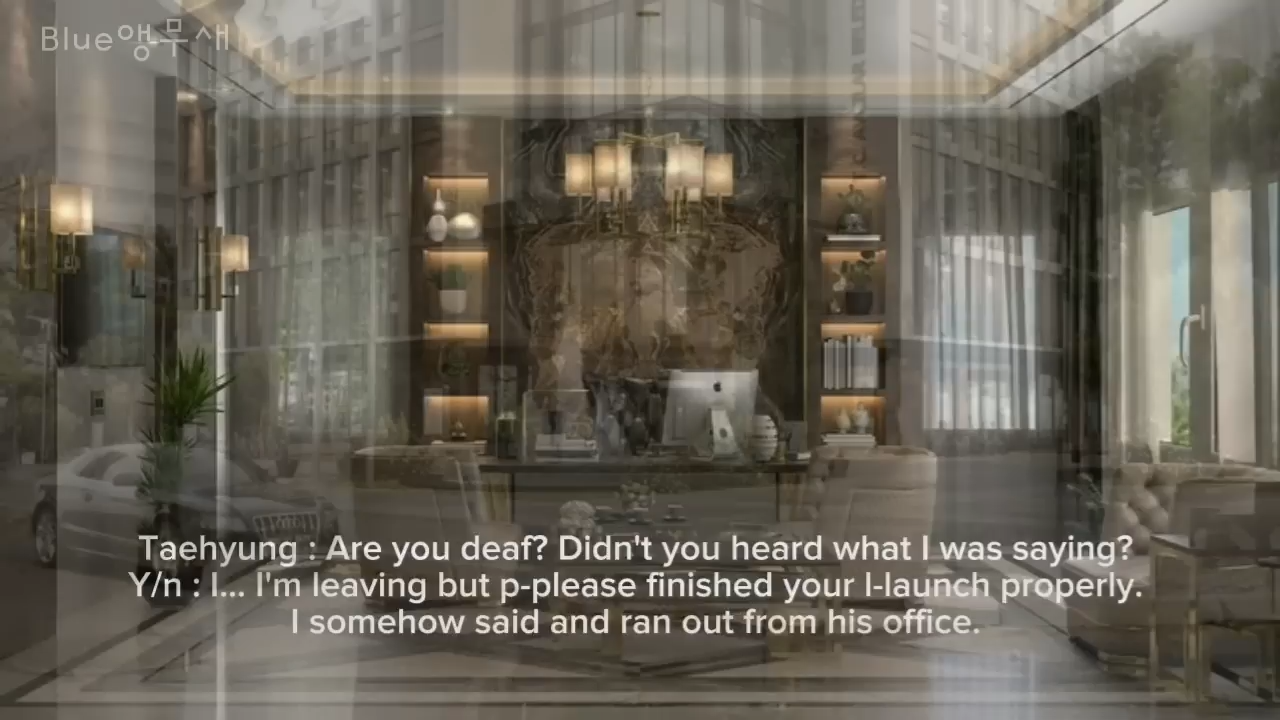 Blue앵무새
Taehyung : Are you deaf? Didn't you heard what I was saying?
Y/n : I... I'm leaving but p-please finished your l-launch properly.
I somehow said and ran out from his office.